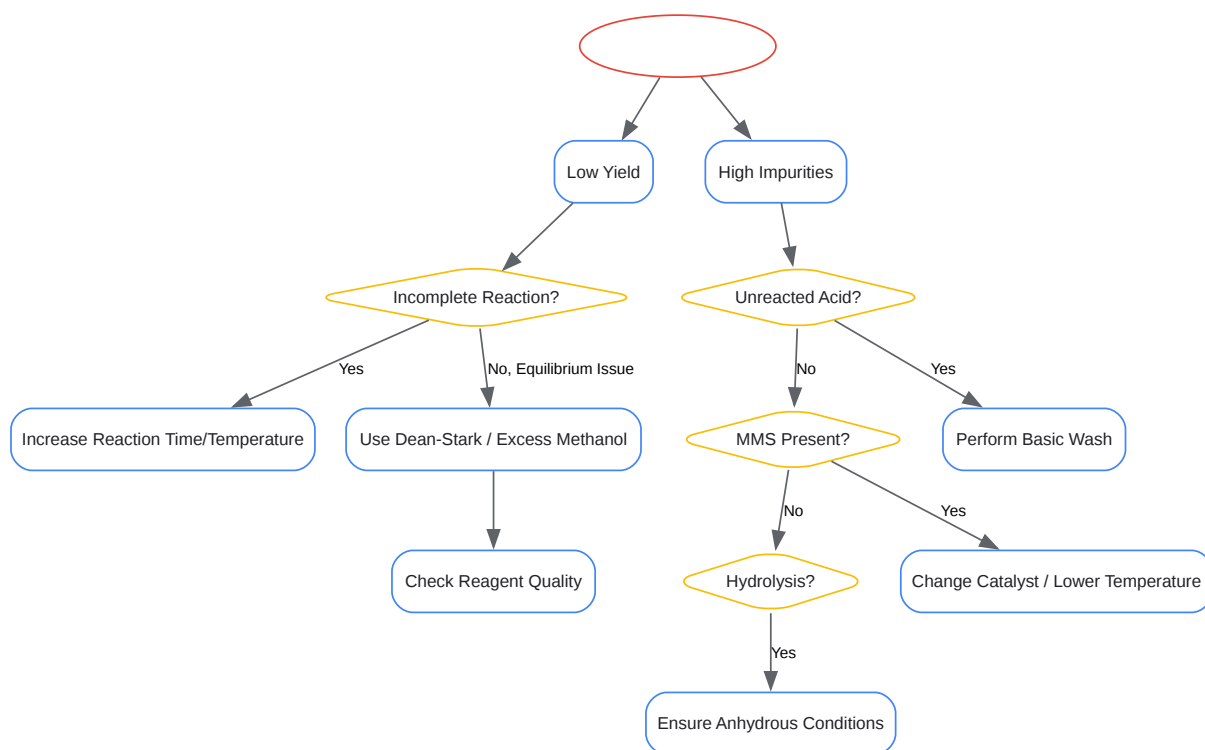 Low Yield
High Impurities
Incomplete Reaction?
Unreacted Acid?
Yes
No, Equilibrium Issue
No
Yes
Increase Reaction Time/Temperature
Use Dean-Stark / Excess Methanol
MMS Present?
Perform Basic Wash
No
Yes
Check Reagent Quality
Hydrolysis?
Change Catalyst / Lower Temperature
Yes
Ensure Anhydrous Conditions